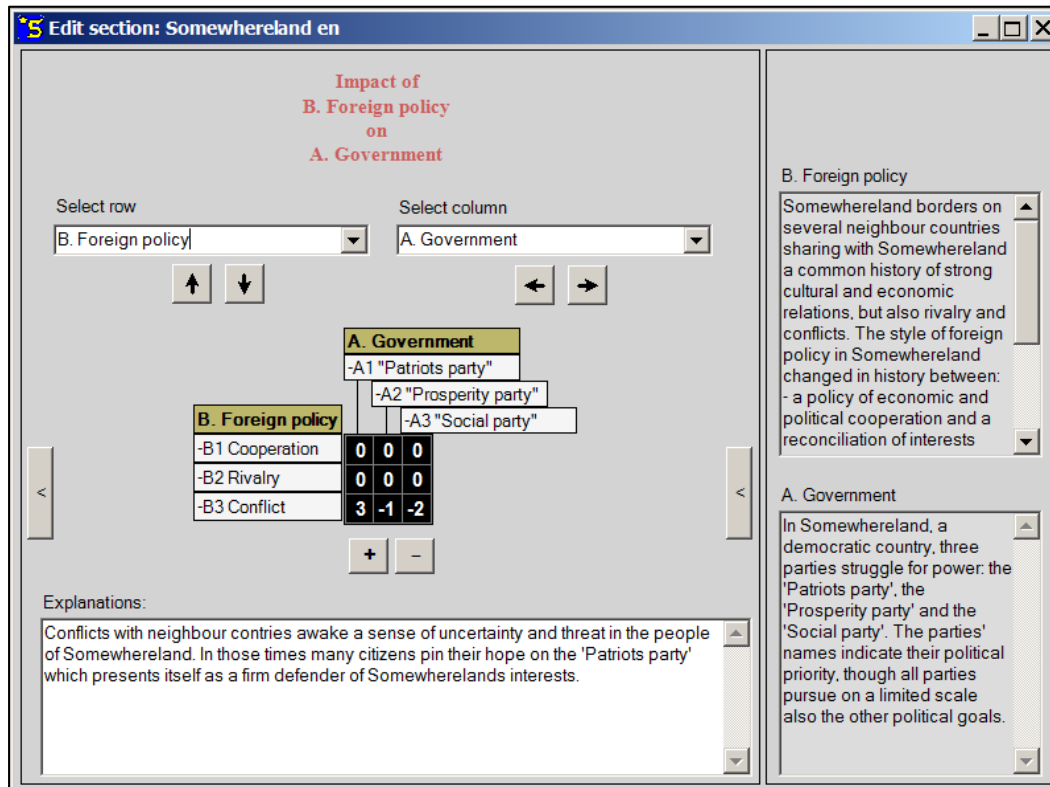 Edit section: Somewhereland en
Impact of
B. Foreign policy
on
A. Government
Select row
Select column
B. Foreign policy
A. Government
A. Government
-A1 "Patriots party"
-A2 "Prosperity party"
-A3 "Social party"
B. Foreign policy
-B1 Cooperation 0 0 0
-B2 Rivalry 0 0 0
-B3 Conflict 3 -1 -2
<
<
+ -
Explanations:
Conflicts with neighbour contries awake a sense of uncertainty and threat in the people
of Somewhereland. In those times many citizens pin their hope on the 'Patriots party'
which presents itself as a firm defender of Somewherelands interests.
B. Foreign policy
Somewhereland borders on
several neighbour countries
sharing with Somewhereland
a common history of strong
cultural and economic
relations, but also rivalry and
conflicts. The style of foreign
policy in Somewhereland
changed in history between:
- a policy of economic and
political cooperation and a
reconciliation of interests
A. Government
In Somewhereland, a
democratic country, three
parties struggle for power: the
'Patriots party', the
'Prosperity party' and the
'Social party'. The parties'
names indicate their political
priority, though all parties
pursue on a limited scale
also the other political goals.